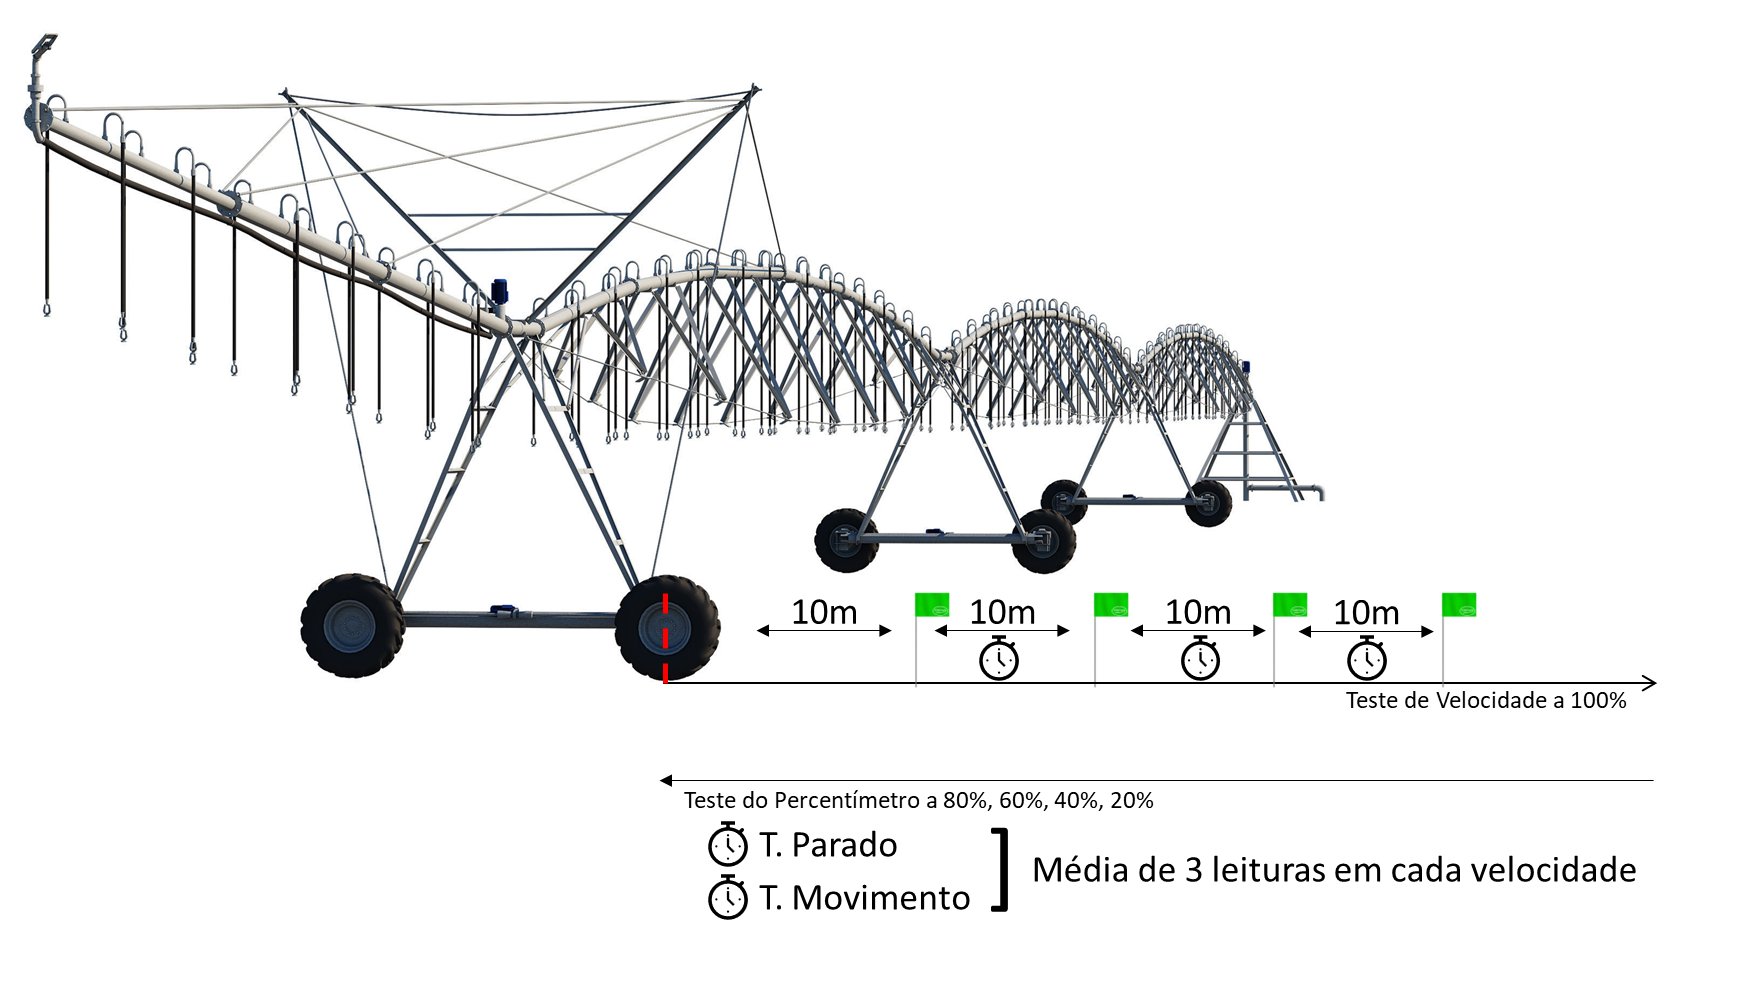 10m
10m
10m
10m
Teste de Velocidade a 100%
Teste do Percentímetro a 80%, 60%, 40%, 20%
T. Parado
T. Movimento
Média de 3 leituras em cada velocidade